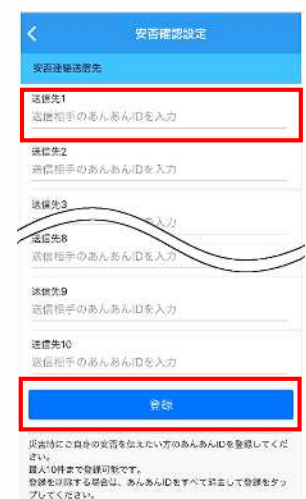 安否確認設定
安否連絡送信先
送信先1
送信相手のあんあんIDを入力
送信先2
送信相手のあんあんIDを入力
送信先3
送信先8
送信相手のあんあんIDを入力
送信先9
送信相手のあんあんIDを入力
送信先10
送信相手のあんあんIDを入力
登録
災害時にご自身の安否を伝えたい方のあんあんIDを登録してくだ
さい。
最大10件まで登録可能です。
登録を削除する場合は、あんあんIDをすべて消去して登録をタッ
プしてください。